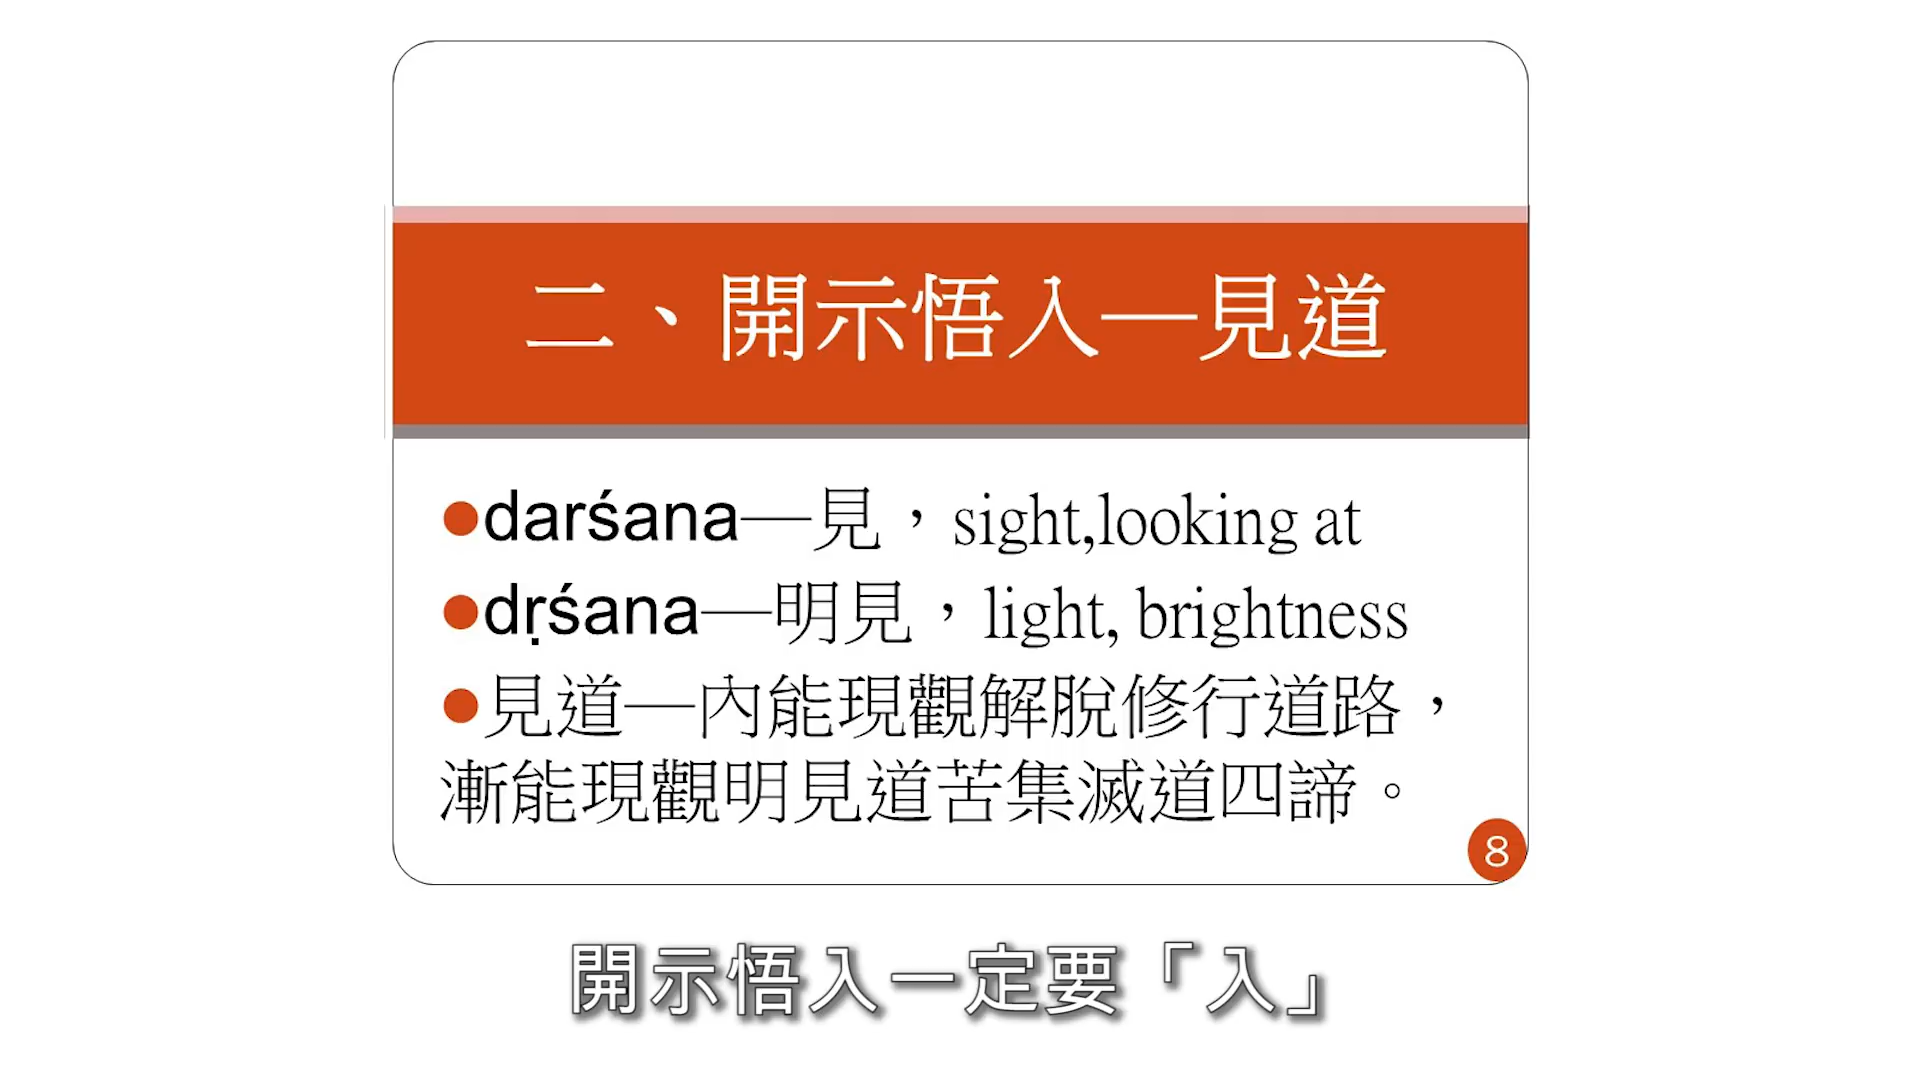 二、開示悟入—見道
●darśana—見，sight,looking at
●dṛśana—明見，light, brightness
●見道—內能現觀解脫修行道路，
漸能現觀明見道苦集滅道四諦。
8
開示悟入一定要「入」